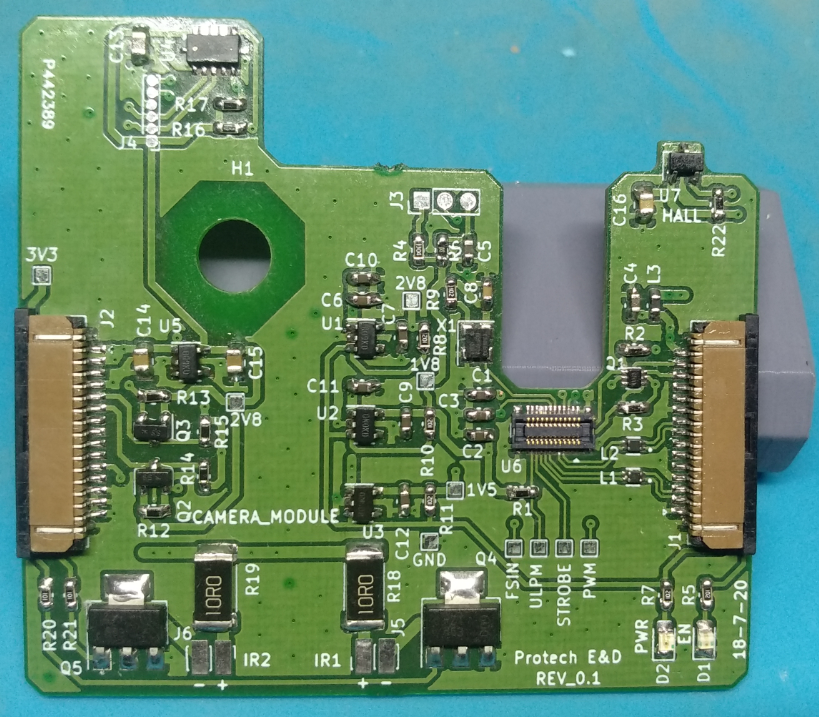 C13
P442389
R17
R16
J4
H1
J3
U7
HALL
C16
R22
R4
R6
C5
3V3
C10
2V8
C6
C7
R9
C8
C4
L3
J2
C14
U5
U1
X1
R8
1V8
R2
C15
C11
C1
Q1
R13
2V8
U2
C9
C3
R3
Q3
R15
C2
R10
L2
R14
U6
L1
Q2
R12
1V5
R1
CAMERA_MODULE
R11
U3
C12
J1
GND
Q4
FSIN
ULPM
STROBE
PWM
10R0
R19
10R0
R18
R20
R21
R7
R5
18-7-20
J6
J5
PWR
EN
Q5
IR2
IR1
Protech E&D
REV_0.1
D2
D1
- +
+ -